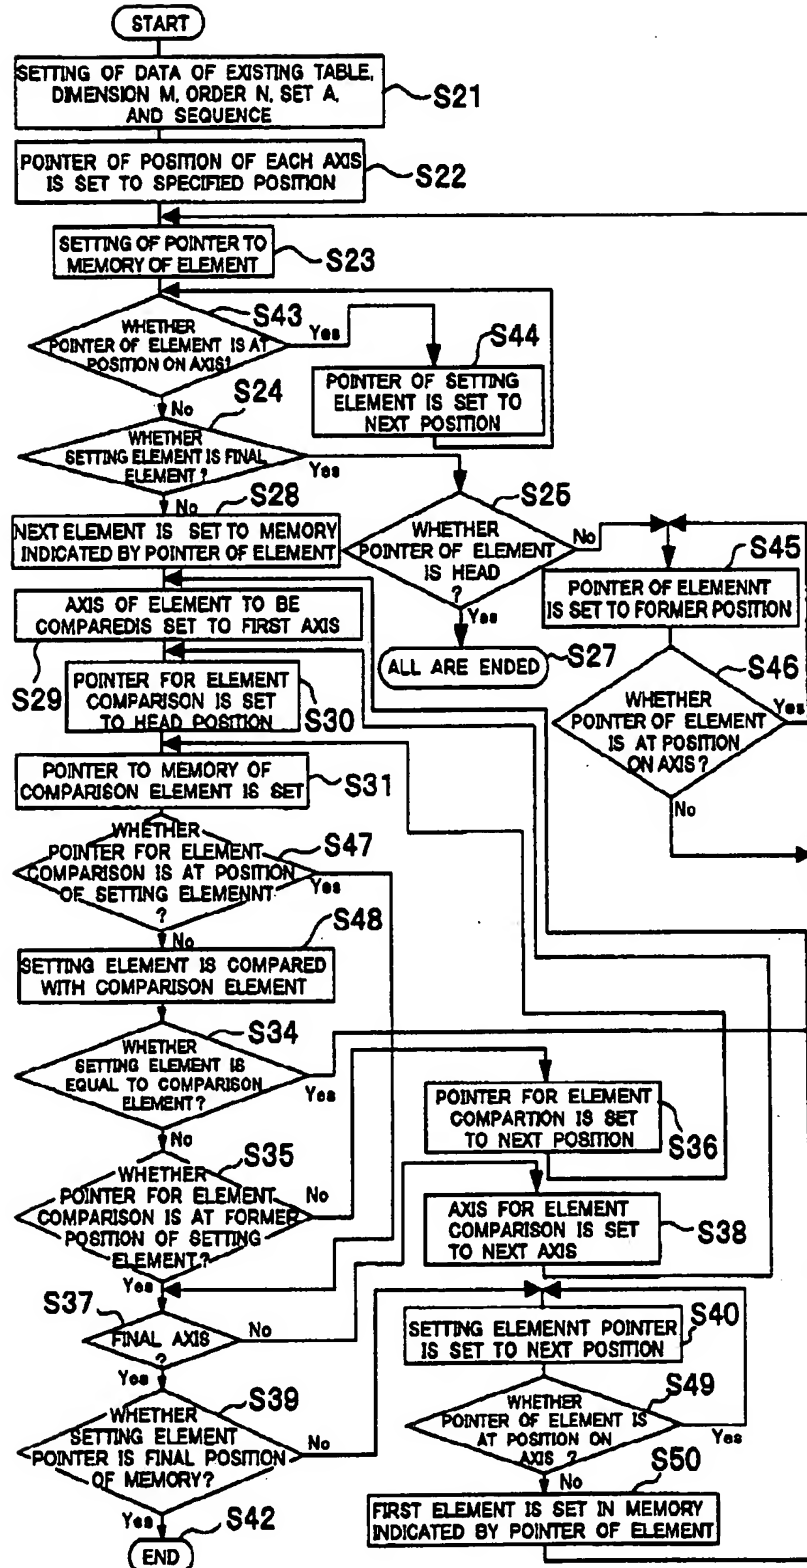 START
SETTING OF DATA OF EXISTING TABLE,
DIMENSION M, ORDER N, SET A,
AND SEQUENCE
S21
POINTER OF POSITION OF EACH AXIS
IS SET TO SPECIFIED POSITION
S22
SETTING OF POINTER TO
MEMORY OF ELEMENT
S23
WHETHER
POINTER OF ELEMENT IS AT
POSITION ON AXIS?
S43
Yes
No
POINTER OF SETTING
ELEMENT IS SET TO
NEXT POSITION
S44
WHETHER
SETTING ELEMENT IS FINAL
ELEMENT?
S24
Yes
No
NEXT ELEMENT IS SET TO MEMORY
INDICATED BY POINTER OF ELEMENT
S28
WHETHER
POINTER OF ELEMENT
IS HEAD
?
S25
No
Yes
ALL ARE ENDED
S27
POINTER OF ELEMENNT
IS SET TO FORMER POSITION
S45
WHETHER
POINTER OF ELEMENT
IS AT POSITION
ON AXIS?
S46
Yes
No
AXIS OF ELEMENT TO BE
COMPAREDIS SET TO FIRST AXIS
S29
POINTER FOR ELEMENT
COMPARISON IS SET
TO HEAD POSITION
S30
POINTER TO MEMORY OF
COMPARISON ELEMENT IS SET
S31
WHETHER
POINTER FOR ELEMENT
COMPARISON IS AT POSITION
OF SETTING ELEMENNT
?
S47
Yes
No
SETTING ELEMENT IS COMPARED
WITH COMPARISON ELEMENT
S48
WHETHER
SETTING ELEMENT IS
EQUAL TO COMPARISON
ELEMENT?
S34
Yes
No
WHETHER
POINTER FOR ELEMENT
COMPARISON IS AT FORMER
POSITION OF SETTING
ELEMENT?
S35
No
Yes
POINTER FOR ELEMENT
COMPARTION IS SET
TO NEXT POSITION
S36
AXIS FOR ELEMENT
COMPARISON IS SET
TO NEXT AXIS
S38
S37
FINAL AXIS
?
No
Yes
WHETHER
SETTING ELEMENT
POINTER IS FINAL POSITION
OF MEMORY?
S39
No
Yes
SETTING ELEMENNT POINTER
IS SET TO NEXT POSITION
S40
WHETHER
POINTER OF ELEMENT IS
AT POSITION ON
AXIS ?
S49
Yes
No
FIRST ELEMENT IS SET IN MEMORY
INDICATED BY POINTER OF ELEMENT
S50
END
S42